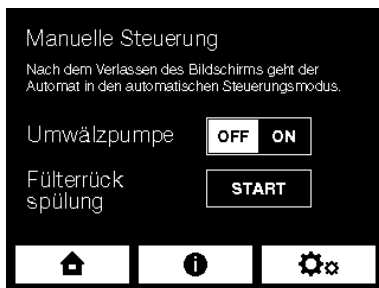 Manuelle Steuerung
Nach dem Verlassen des Bildschirms geht der
Automat in den automatischen Steuerungsmodus.
Umwälzpumpe OFF ON
Fülterrück
spülung START